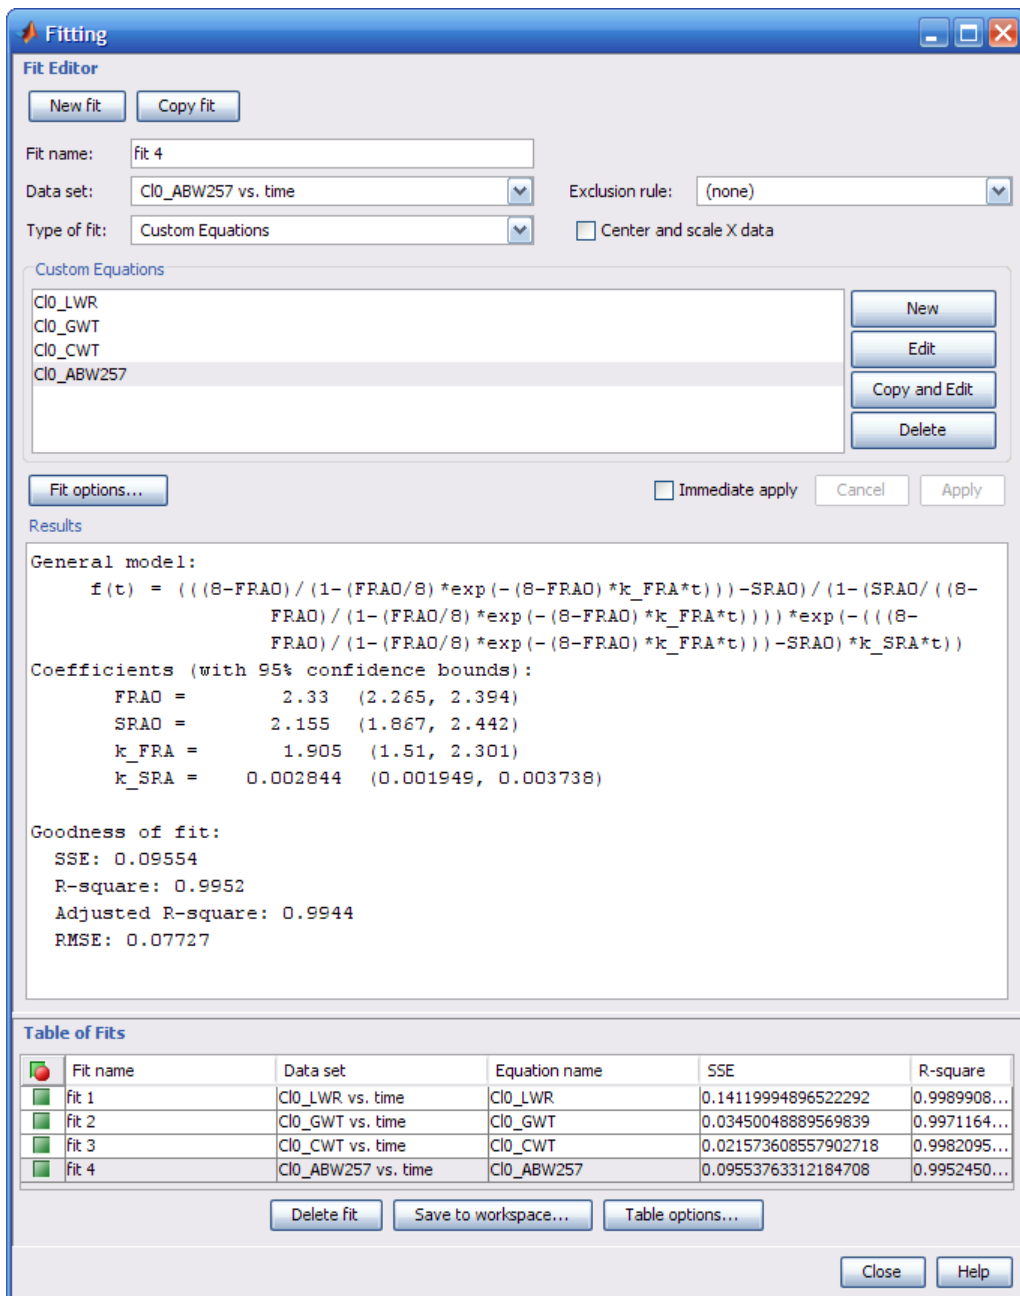 Fitting
Fit Editor
New fit Copy fit
Fit name: fit 4
Data set: Cl0_ABW257 vs. time Exclusion rule: (none)
Type of fit: Custom Equations Center and scale X data
Custom Equations
Cl0_LWR
Cl0_GWT
Cl0_CWT
Cl0_ABW257
New
Edit
Copy and Edit
Delete
Fit options... Immediate apply Cancel Apply
Results
General model:
f(t) = (((8-FRA0)/(1-(FRA0/8)*exp(-(8-FRA0)*k_FRA*t)))-SRA0)/(1-(SRA0/((8-
FRA0)/(1-(FRA0/8)*exp(-(8-FRA0)*k_FRA*t))))*exp(-(((8-
FRA0)/(1-(FRA0/8)*exp(-(8-FRA0)*k_FRA*t)))-SRA0)*k_SRA*t))
Coefficients (with 95% confidence bounds):
FRA0 = 2.33 (2.265, 2.394)
SRA0 = 2.155 (1.867, 2.442)
k_FRA = 1.905 (1.51, 2.301)
k_SRA = 0.002844 (0.001949, 0.003738)
Goodness of fit:
SSE: 0.09554
R-square: 0.9952
Adjusted R-square: 0.9944
RMSE: 0.07727
Table of Fits
Fit name Data set Equation name SSE R-square
fit 1 Cl0_LWR vs. time Cl0_LWR 0.14119994896522292 0.9989908...
fit 2 Cl0_GWT vs. time Cl0_GWT 0.03450048889569839 0.9971164...
fit 3 Cl0_CWT vs. time Cl0_CWT 0.021573608557902718 0.9982095...
fit 4 Cl0_ABW257 vs. time Cl0_ABW257 0.09553763312184708 0.9952450...
Delete fit Save to workspace... Table options...
Close Help